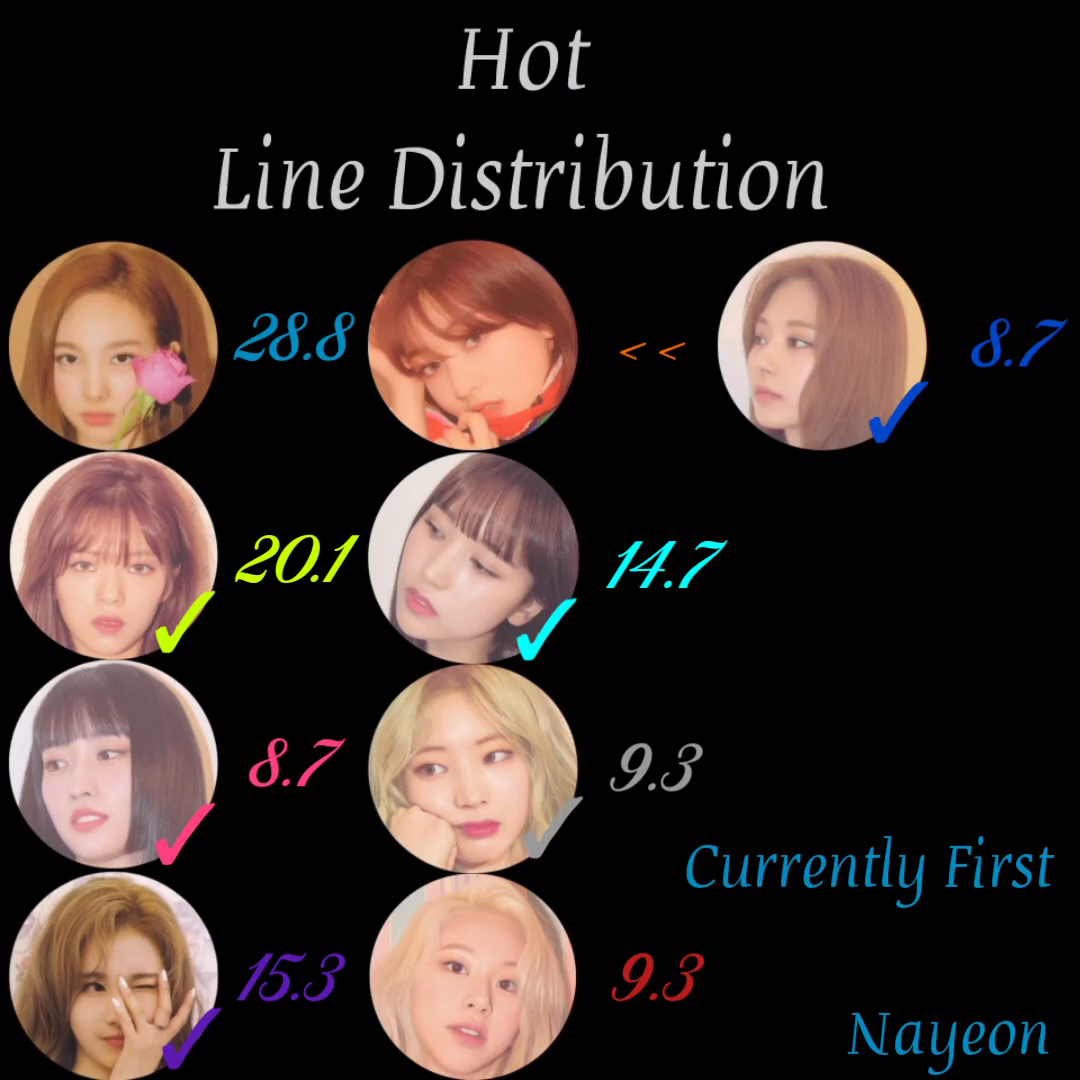 Hot
Line Distribution
28.8
< <
8.7
20.1
14.7
8.7
9.3
Currently First
15.3
9.3
Nayeon